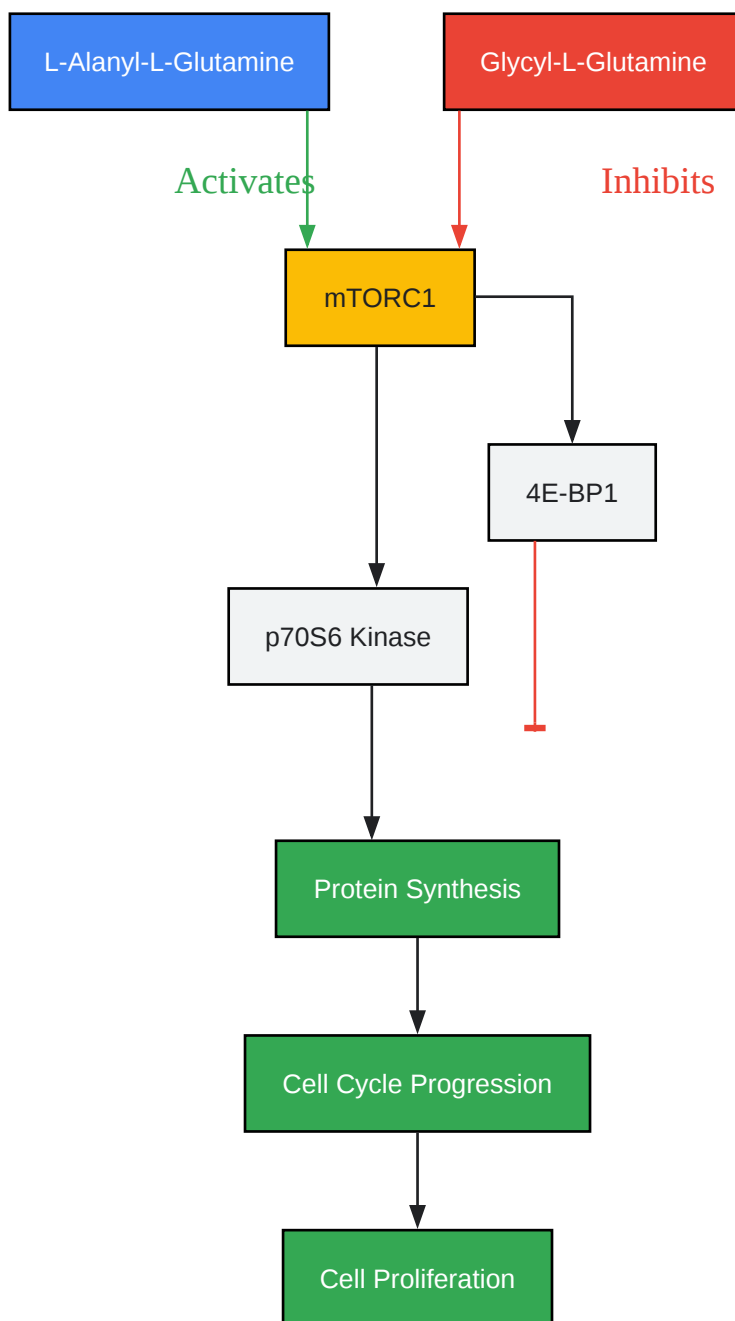 L-Alanyl-L-Glutamine
Glycyl-L-Glutamine
Activates
Inhibits
mTORC1
4E-BP1
p70S6 Kinase
Protein Synthesis
Cell Cycle Progression
Cell Proliferation